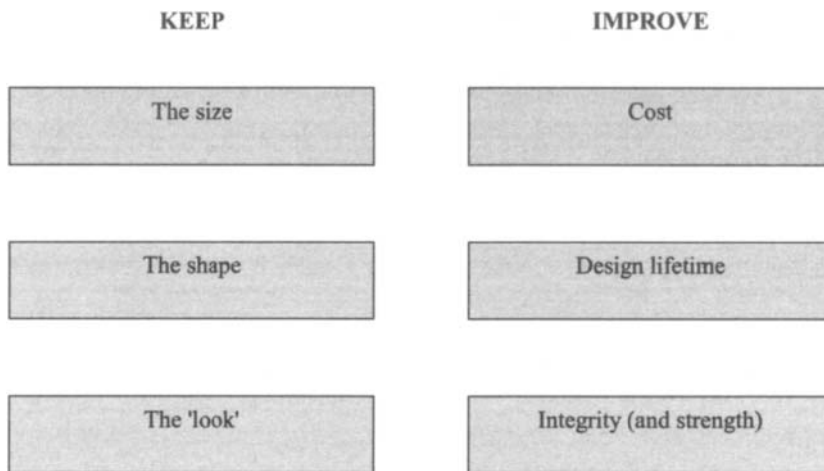 KEEP
IMPROVE
The size
Cost
The shape
Design lifetime
The 'look'
Integrity (and strength)